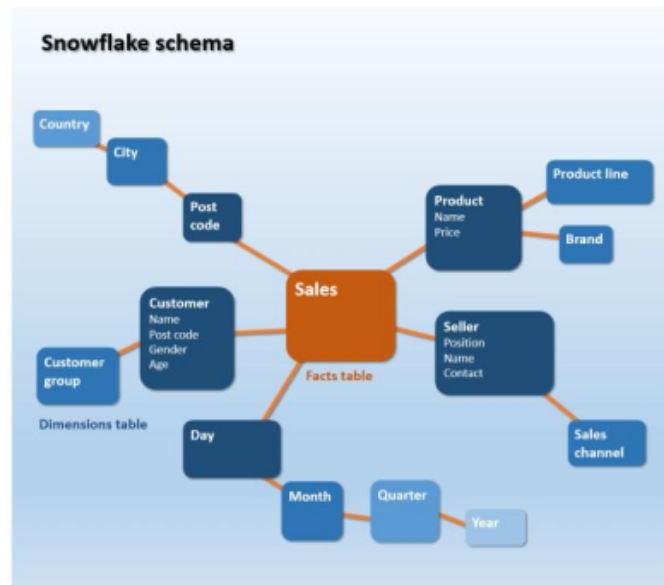 Snowflake schema
Country
City
Post
code
Product
Name
Price
Product line
Brand
Sales
Facts table
Customer
Name
Post code
Gender
Age
Customer
group
Dimensions table
Seller
Position
Name
Contact
Sales
channel
Day
Month
Quarter
Year